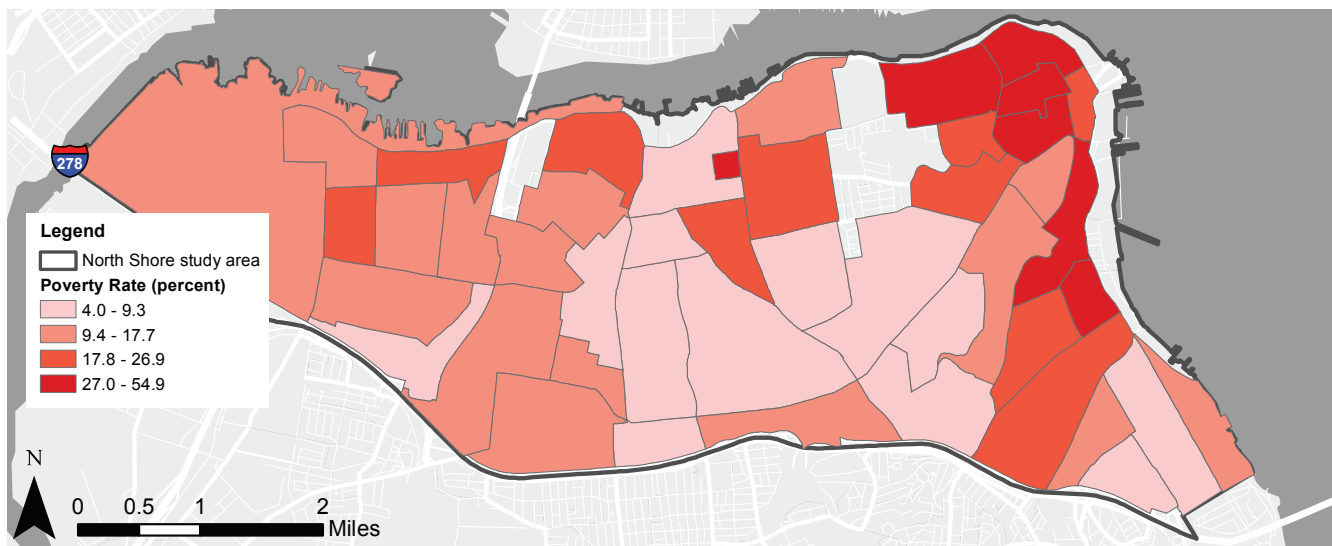 278
Legend
North Shore study area
Poverty Rate (percent)
4.0 - 9.3
9.4 - 17.7
17.8 - 26.9
27.0 - 54.9
N
0 0.5 1 2
Miles